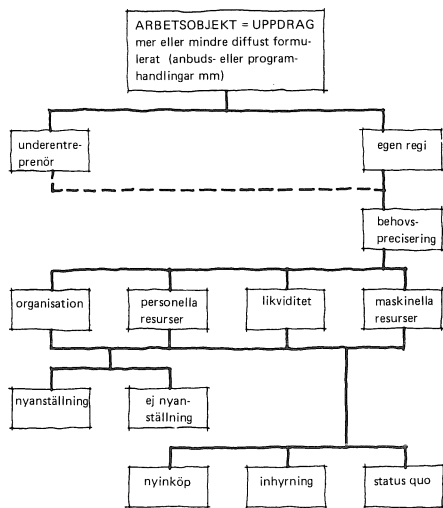 ARBETSOBJEKT = UPPDRAG
mer eller mindre diffust formu-
lerat (anbuds- eller program-
handlingar mm)
underentre-
prenör
egen regi
behovs-
precisering
organisation
personella
resurser
likviditet
maskinella
resurser
nyanställning
ej nyan-
ställning
nyinköp
inhyrning
status quo